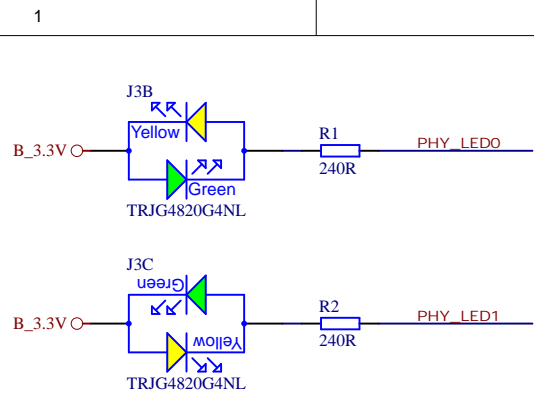 1
J3B
Yellow
R1
PHY_LED0
B_3.3V
240R
Green
TRJG4820G4NL
J3C
Green
R2
PHY_LED1
B_3.3V
240R
Yellow
TRJG4820G4NL